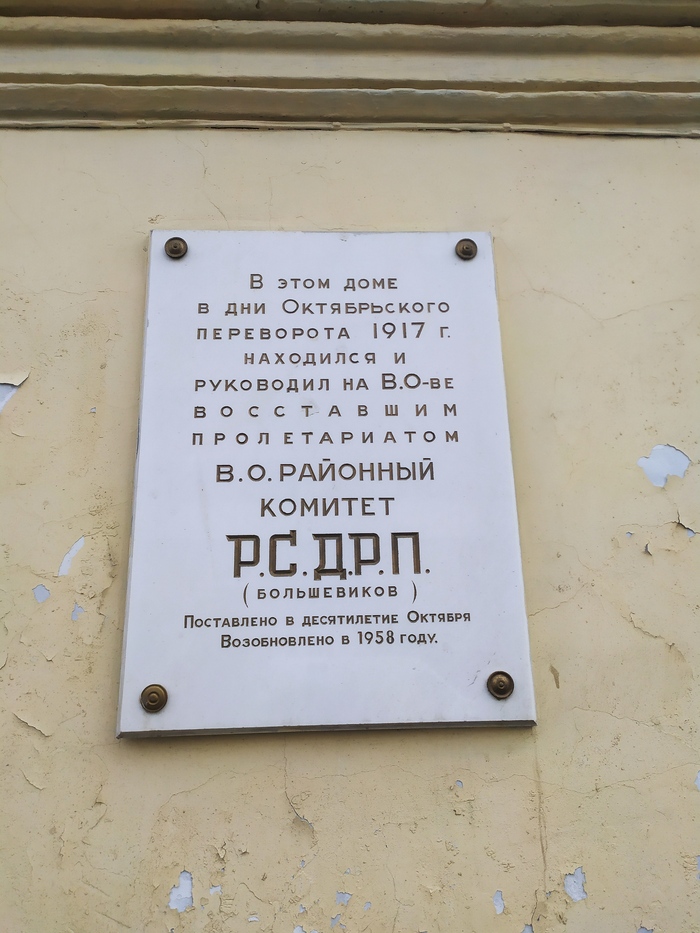 В этом доме
в дни Октябрьского
переворота 1917 г.
находился и
руководил на В.О-ве
восставшим
пролетариатом
В.О. РАЙОННЫЙ
КОМИТЕТ
Р.С.Д.Р.П.
(большевиков)
Поставлено в десятилетие Октября
Возобновлено в 1958 году.